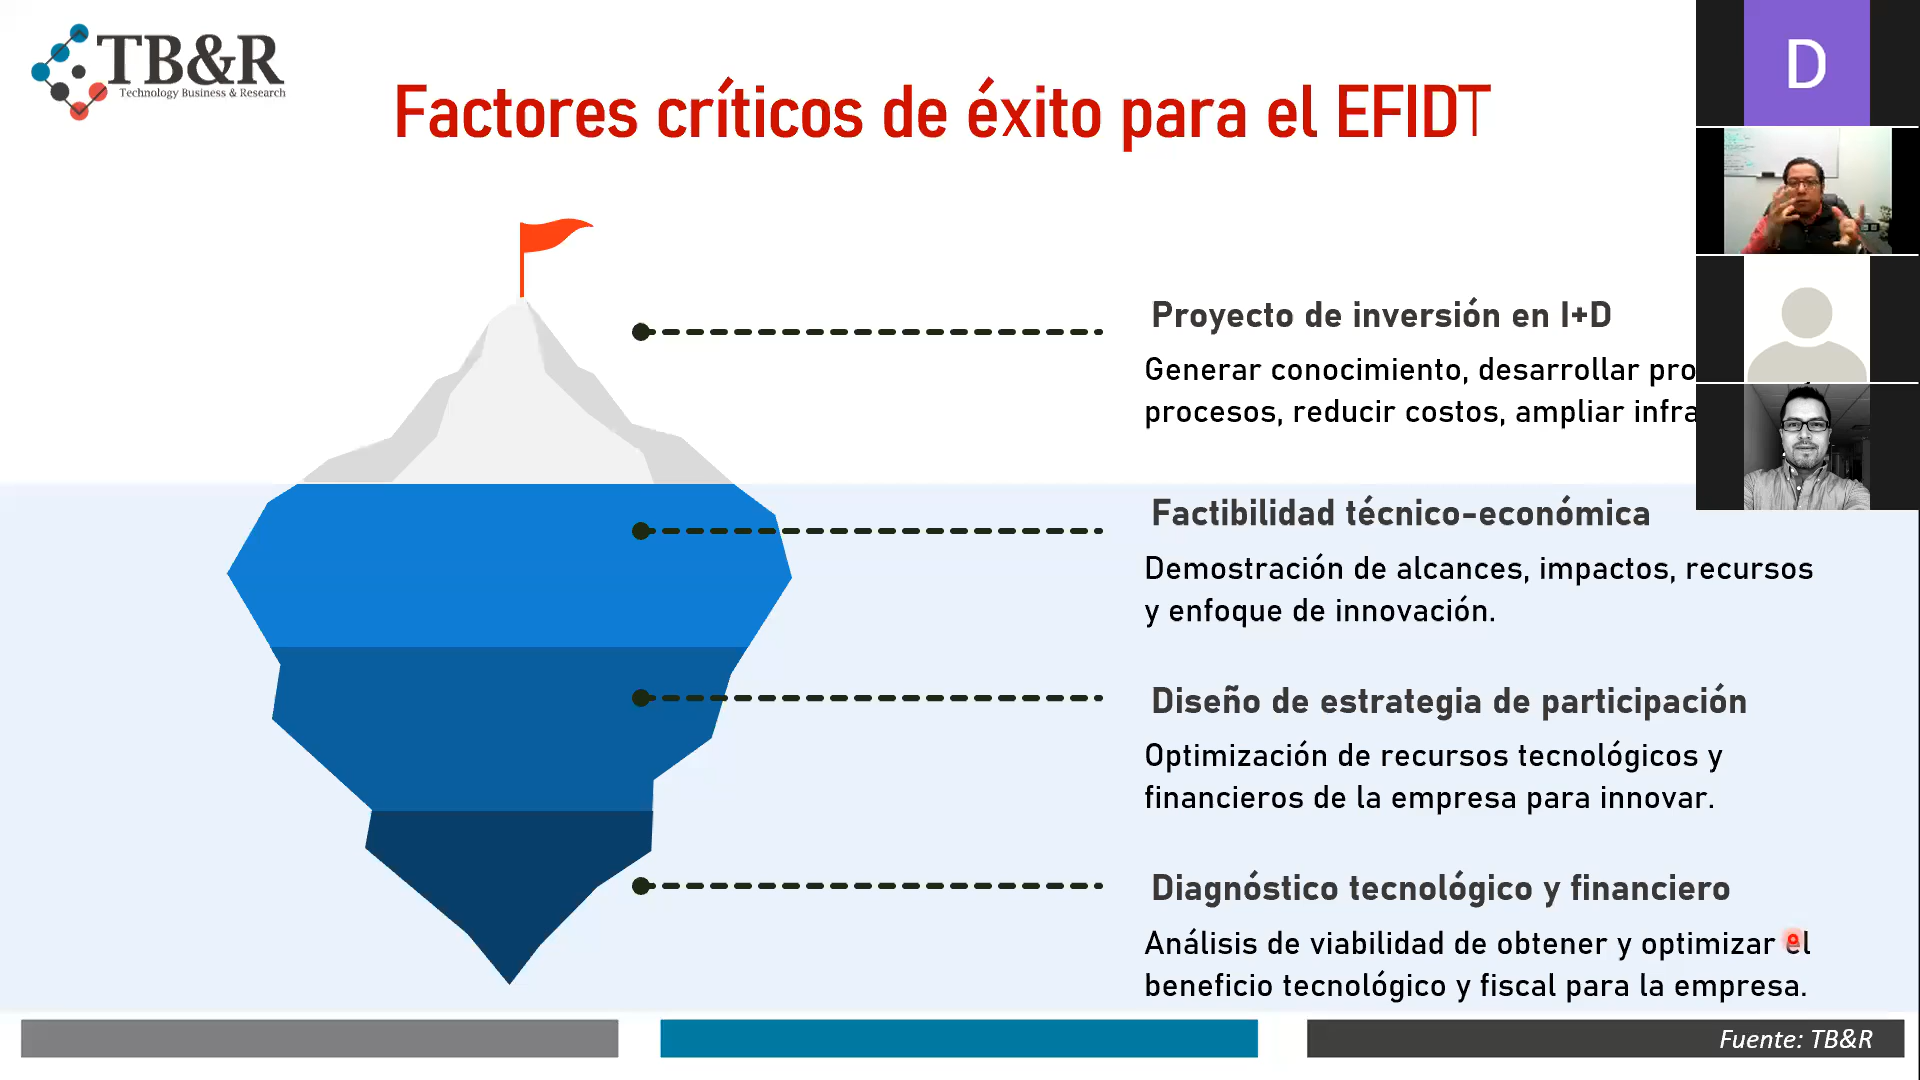 TB&R
Technology Business & Research
Factores críticos de éxito para el EFIDT
D
Proyecto de inversión en I+D
Generar conocimiento, desarrollar
procesos, reducir costos, ampliar
Factibilidad técnico-económica
Demostración de alcances, impactos, recursos
y enfoque de innovación.
Diseño de estrategia de participación
Optimización de recursos tecnológicos y
financieros de la empresa para innovar.
Diagnóstico tecnológico y financiero
Análisis de viabilidad de obtener y optimizar el
beneficio tecnológico y fiscal para la empresa.
Fuente: TB&R